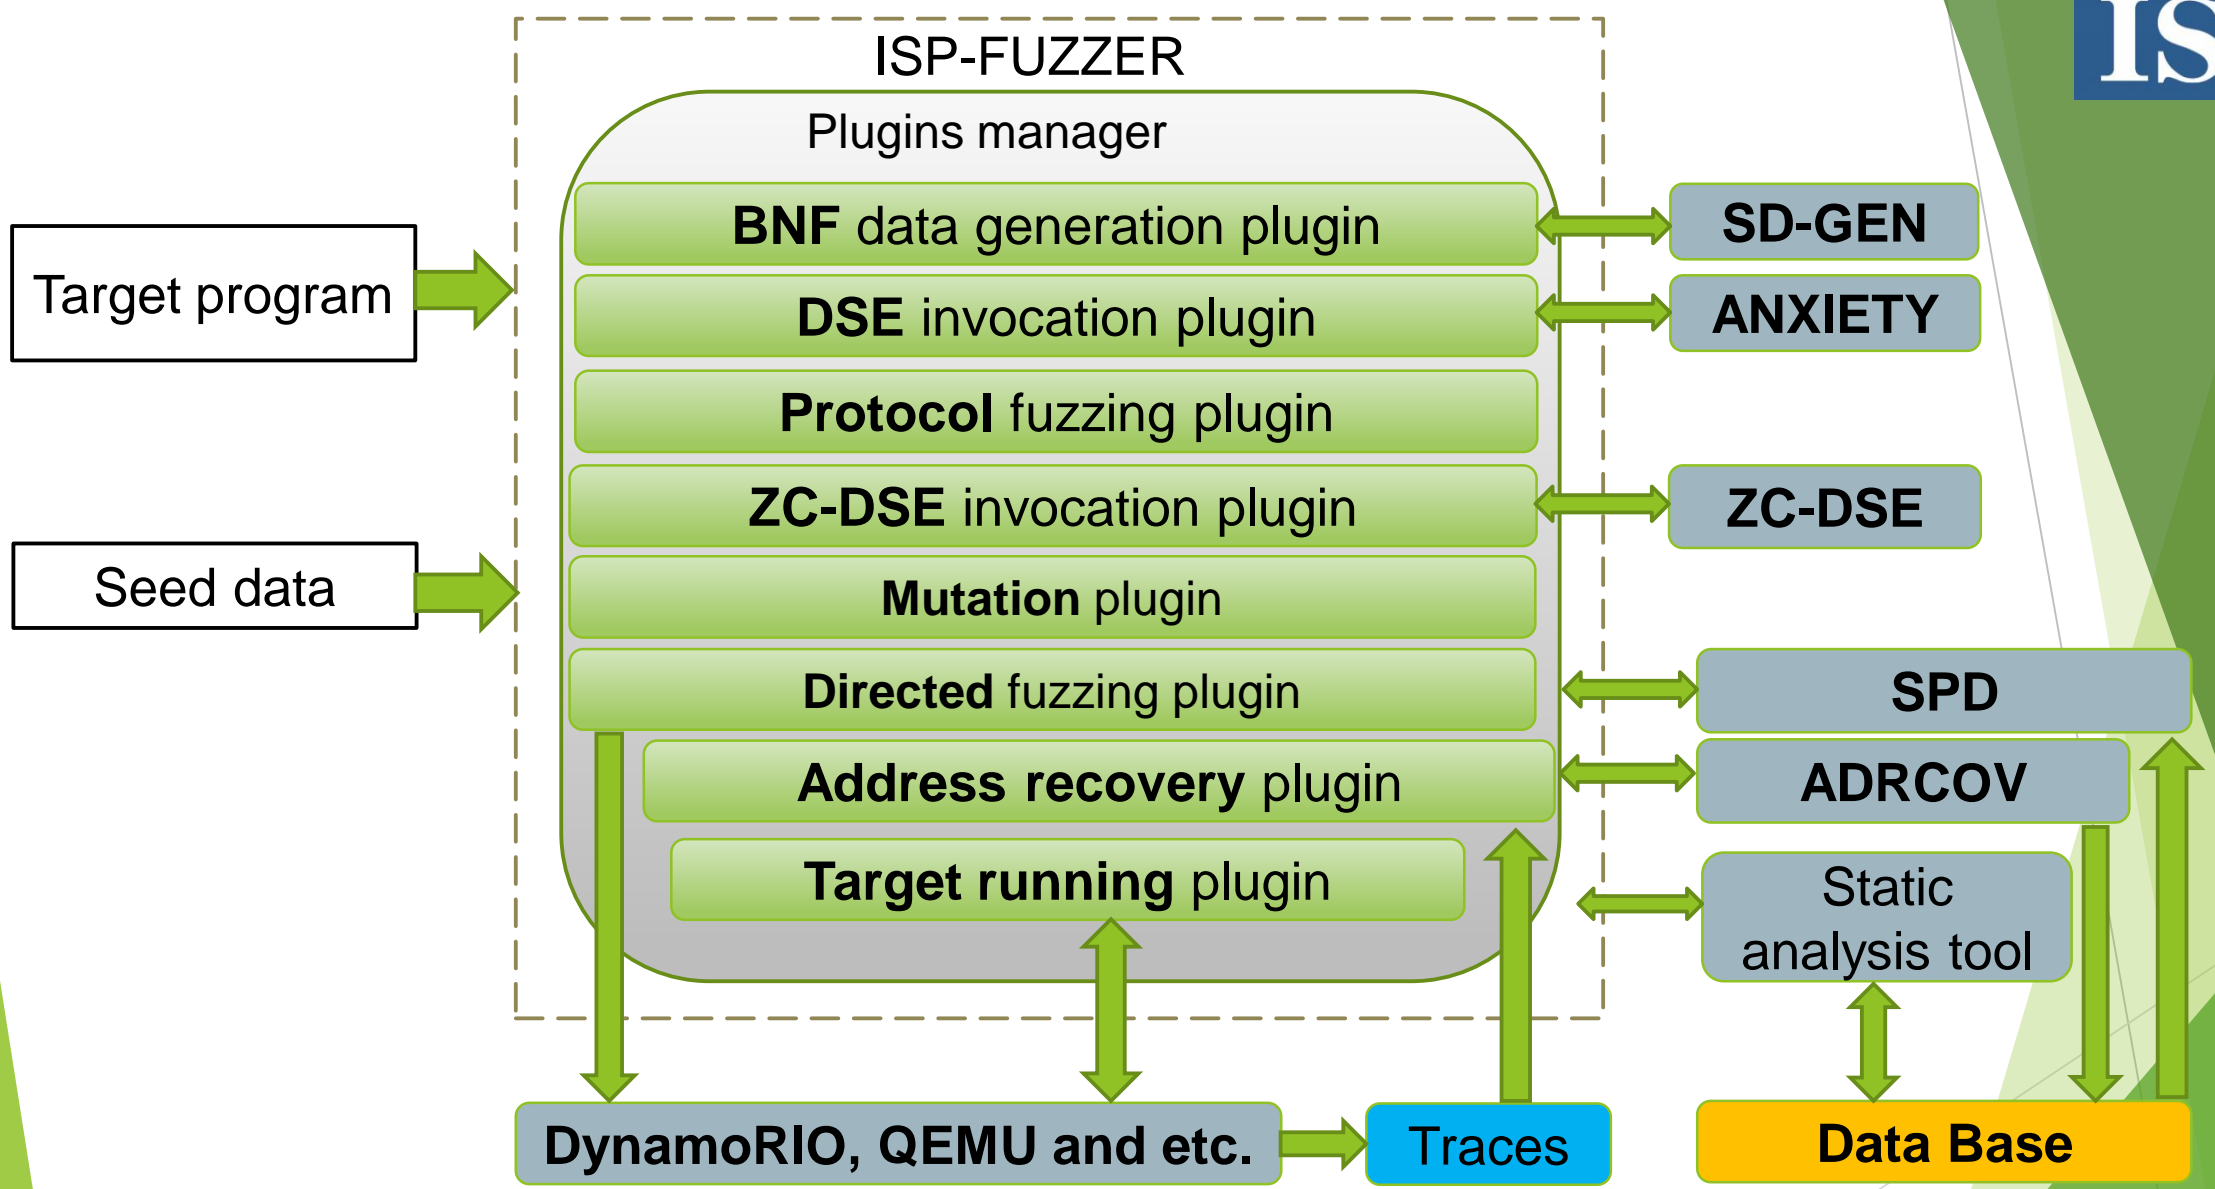 IS
ISP-FUZZER
Plugins manager
BNF data generation plugin
SD-GEN
Target program
DSE invocation plugin
ANXIETY
Protocol fuzzing plugin
ZC-DSE invocation plugin
ZC-DSE
Seed data
Mutation plugin
Directed fuzzing plugin
SPD
Address recovery plugin
ADRCOV
Target running plugin
Static
analysis tool
DynamoRIO, QEMU and etc.
Traces
Data Base